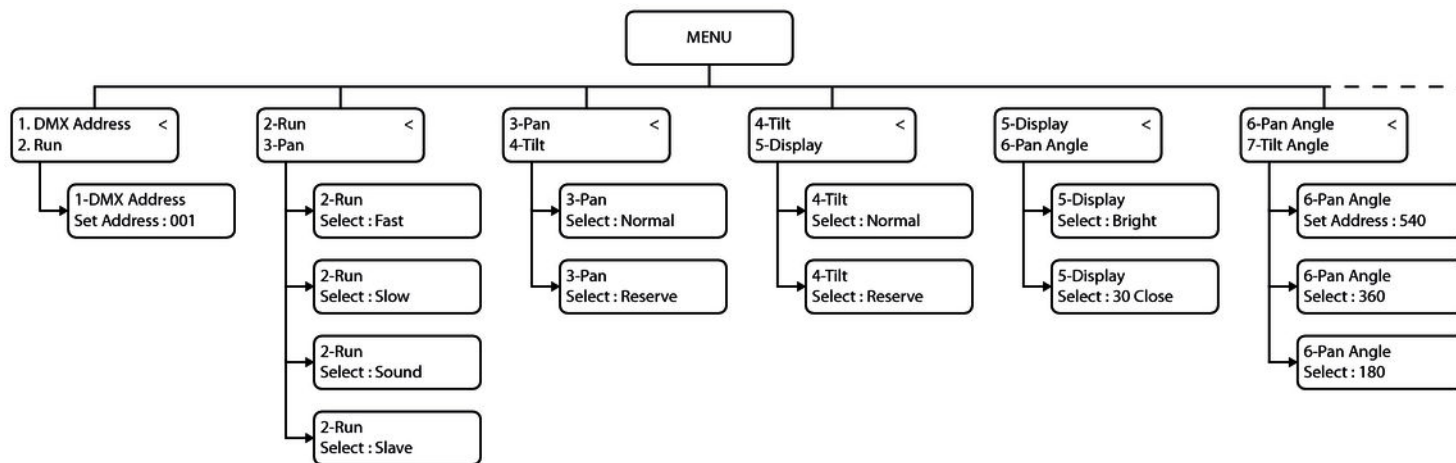 MENU
1. DMX Address <
2. Run
1-DMX Address
Set Address : 001
2-Run <
3-Pan
2-Run
Select : Fast
2-Run
Select : Slow
2-Run
Select : Sound
2-Run
Select : Slave
3-Pan <
4-Tilt
3-Pan
Select : Normal
3-Pan
Select : Reserve
4-Tilt <
5-Display
4-Tilt
Select : Normal
4-Tilt
Select : Reserve
5-Display <
6-Pan Angle
5-Display
Select : Bright
5-Display
Select : 30 Close
6-Pan Angle <
7-Tilt Angle
6-Pan Angle
Set Address : 540
6-Pan Angle
Select : 360
6-Pan Angle
Select : 180